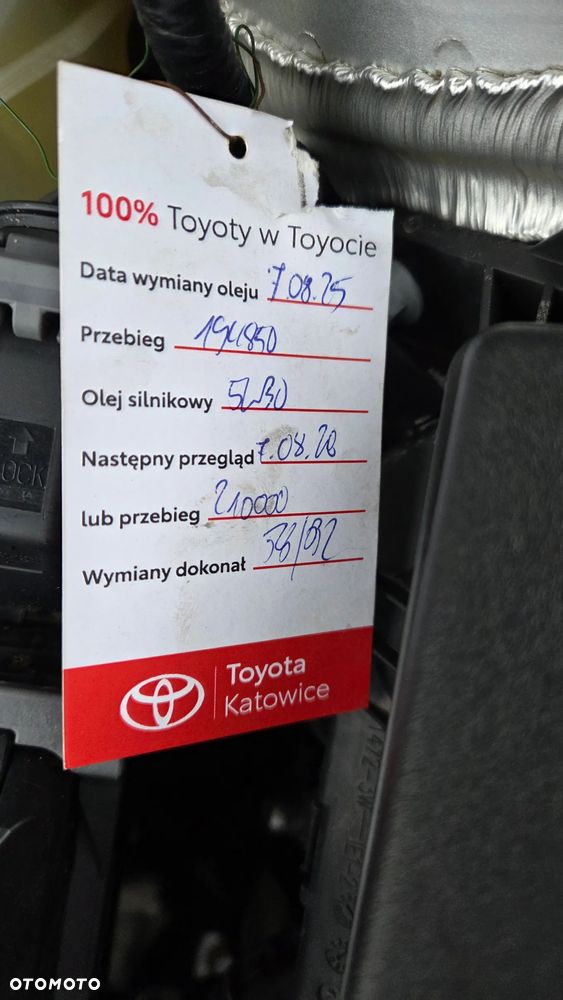 100% Toyoty w Toyocie
Data wymiany oleju 7.08.25
Przebieg 194850
Olej silnikowy 5W30
Następny przegląd 7.08.26
lub przebieg 210000
Wymiany dokonał
Toyota
Katowice
OTOMOTO